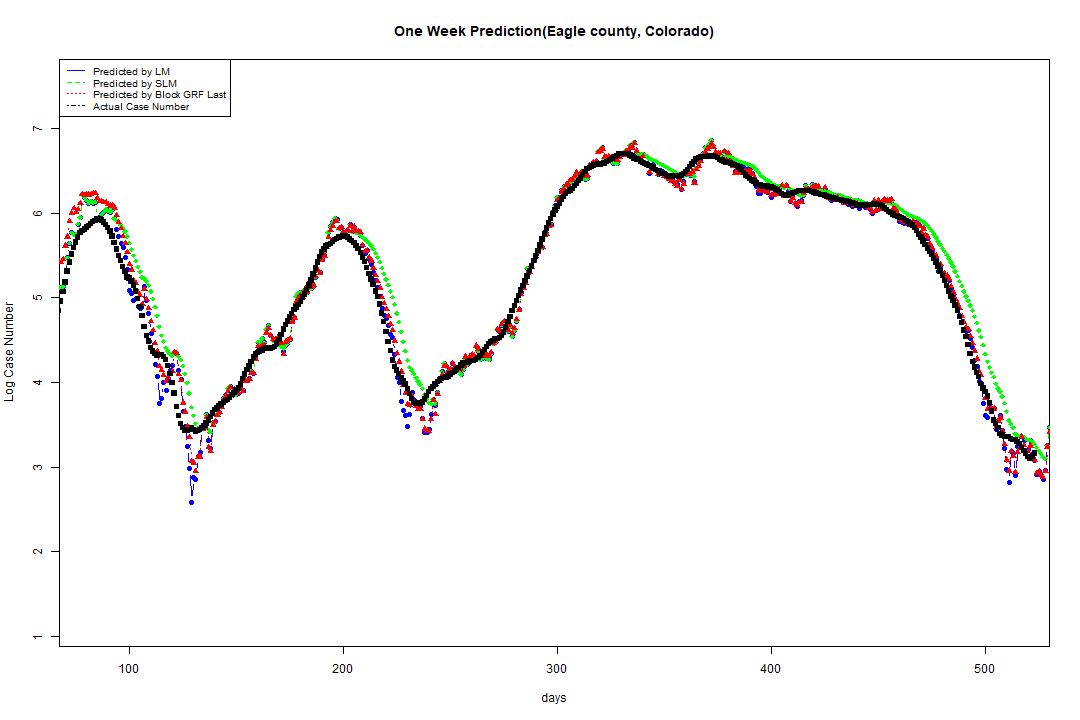 One Week Prediction(Eagle county, Colorado)
Predicted by LM
Predicted by SLM
Predicted by Block GRF Last
Actual Case Number
7
6
5
4
3
2
1
Log Case Number
100 200 300 400 500
days